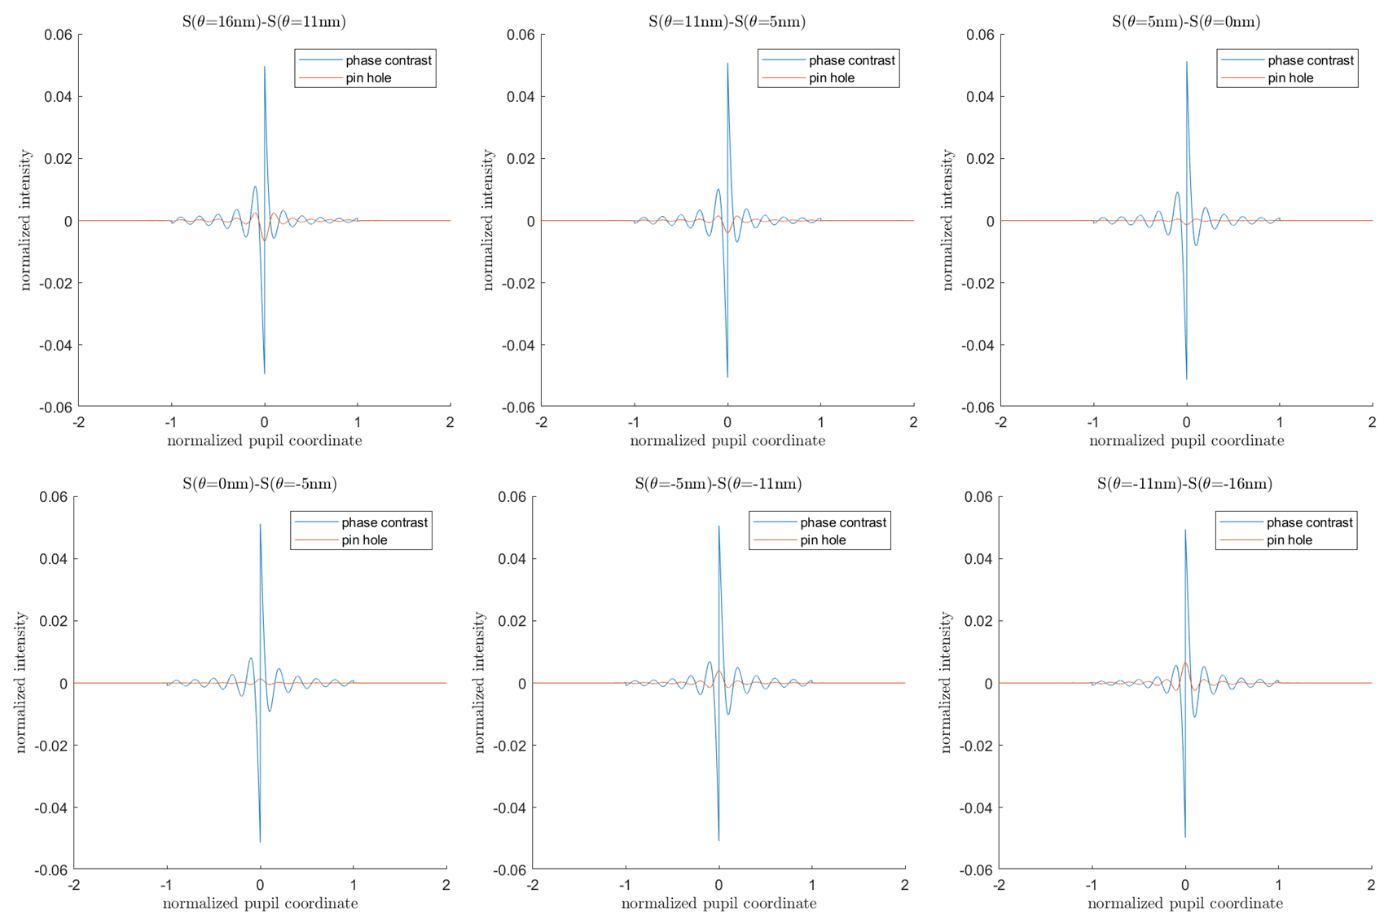 S(θ=16nm)-S(θ=11nm)
0.06
0.04
0.02
0
-0.02
-0.04
-0.06
-2
-1
0
1
2
normalized intensity
normalized pupil coordinate
phase contrast
pin hole
S(θ=11nm)-S(θ=5nm)
0.06
0.04
0.02
0
-0.02
-0.04
-0.06
-2
-1
0
1
2
normalized intensity
normalized pupil coordinate
phase contrast
pin hole
S(θ=5nm)-S(θ=0nm)
0.06
0.04
0.02
0
-0.02
-0.04
-0.06
-2
-1
0
1
2
normalized intensity
normalized pupil coordinate
phase contrast
pin hole
S(θ=0nm)-S(θ=-5nm)
0.06
0.04
0.02
0
-0.02
-0.04
-0.06
-2
-1
0
1
2
normalized intensity
normalized pupil coordinate
phase contrast
pin hole
S(θ=-5nm)-S(θ=-11nm)
0.06
0.04
0.02
0
-0.02
-0.04
-0.06
-2
-1
0
1
2
normalized intensity
normalized pupil coordinate
phase contrast
pin hole
S(θ=-11nm)-S(θ=-16nm)
0.06
0.04
0.02
0
-0.02
-0.04
-0.06
-2
-1
0
1
2
normalized intensity
normalized pupil coordinate
phase contrast
pin hole